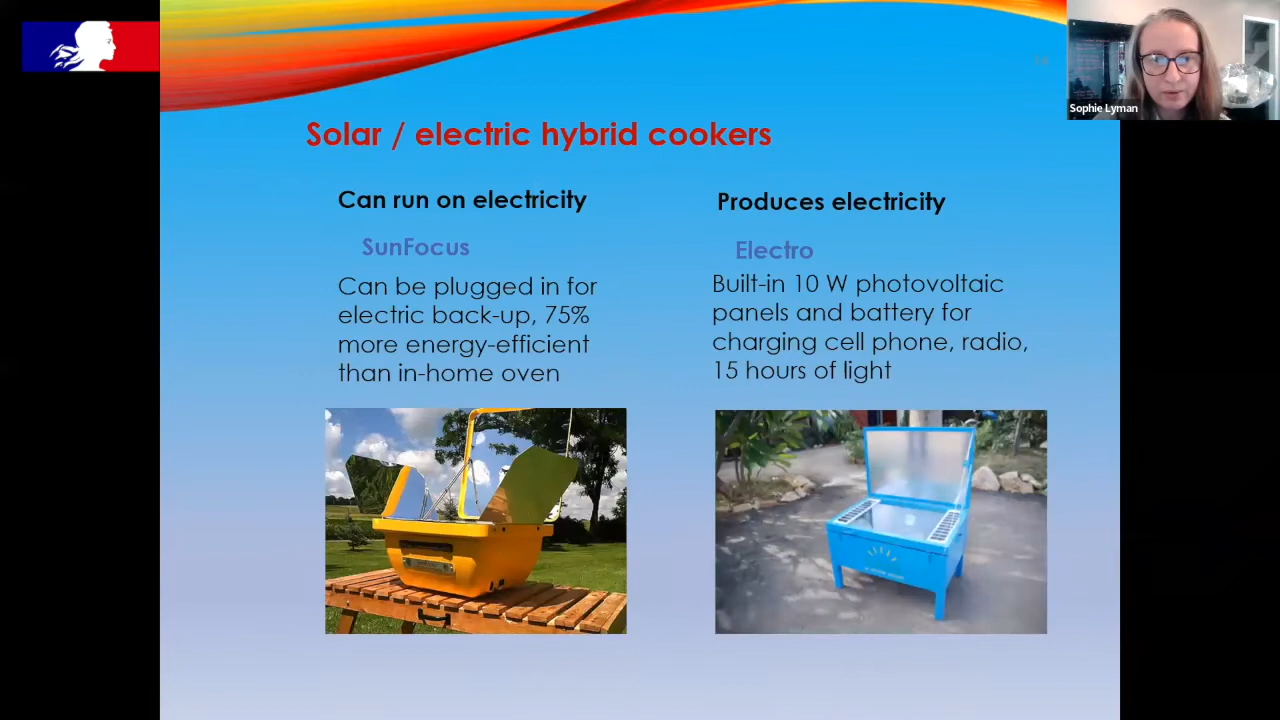 Sophie Lyman
Solar / electric hybrid cookers
Can run on electricity
SunFocus
Can be plugged in for
electric back-up, 75%
more energy-efficient
than in-home oven
Produces electricity
Electro
Built-in 10 W photovoltaic
panels and battery for
charging cell phone, radio,
15 hours of light